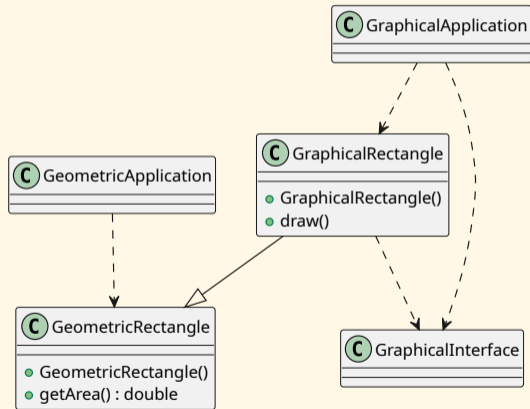 C GraphicalApplication
C GraphicalRectangle
GraphicalRectangle()
draw()
C GeometricApplication
C GeometricRectangle
GeometricRectangle()
getArea() : double
C GraphicalInterface